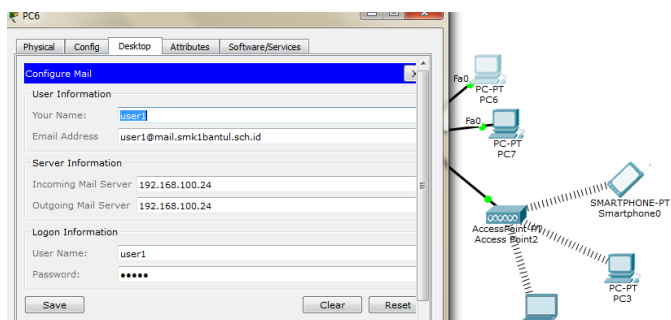 PC6
Physical Config Desktop Attributes Software/Services
Configure Mail X
User Information
Your Name: user1
Email Address user1@mail.smk1bantul.sch.id
Server Information
Incoming Mail Server 192.168.100.24
Outgoing Mail Server 192.168.100.24
Logon Information
User Name: user1
Password: •••••
Save Clear Reset
Fa0
PC-PT
PC6
Fa0
PC-PT
PC7
SMARTPHONE-PT
Smartphone0
Access Point2
PC-PT
PC3